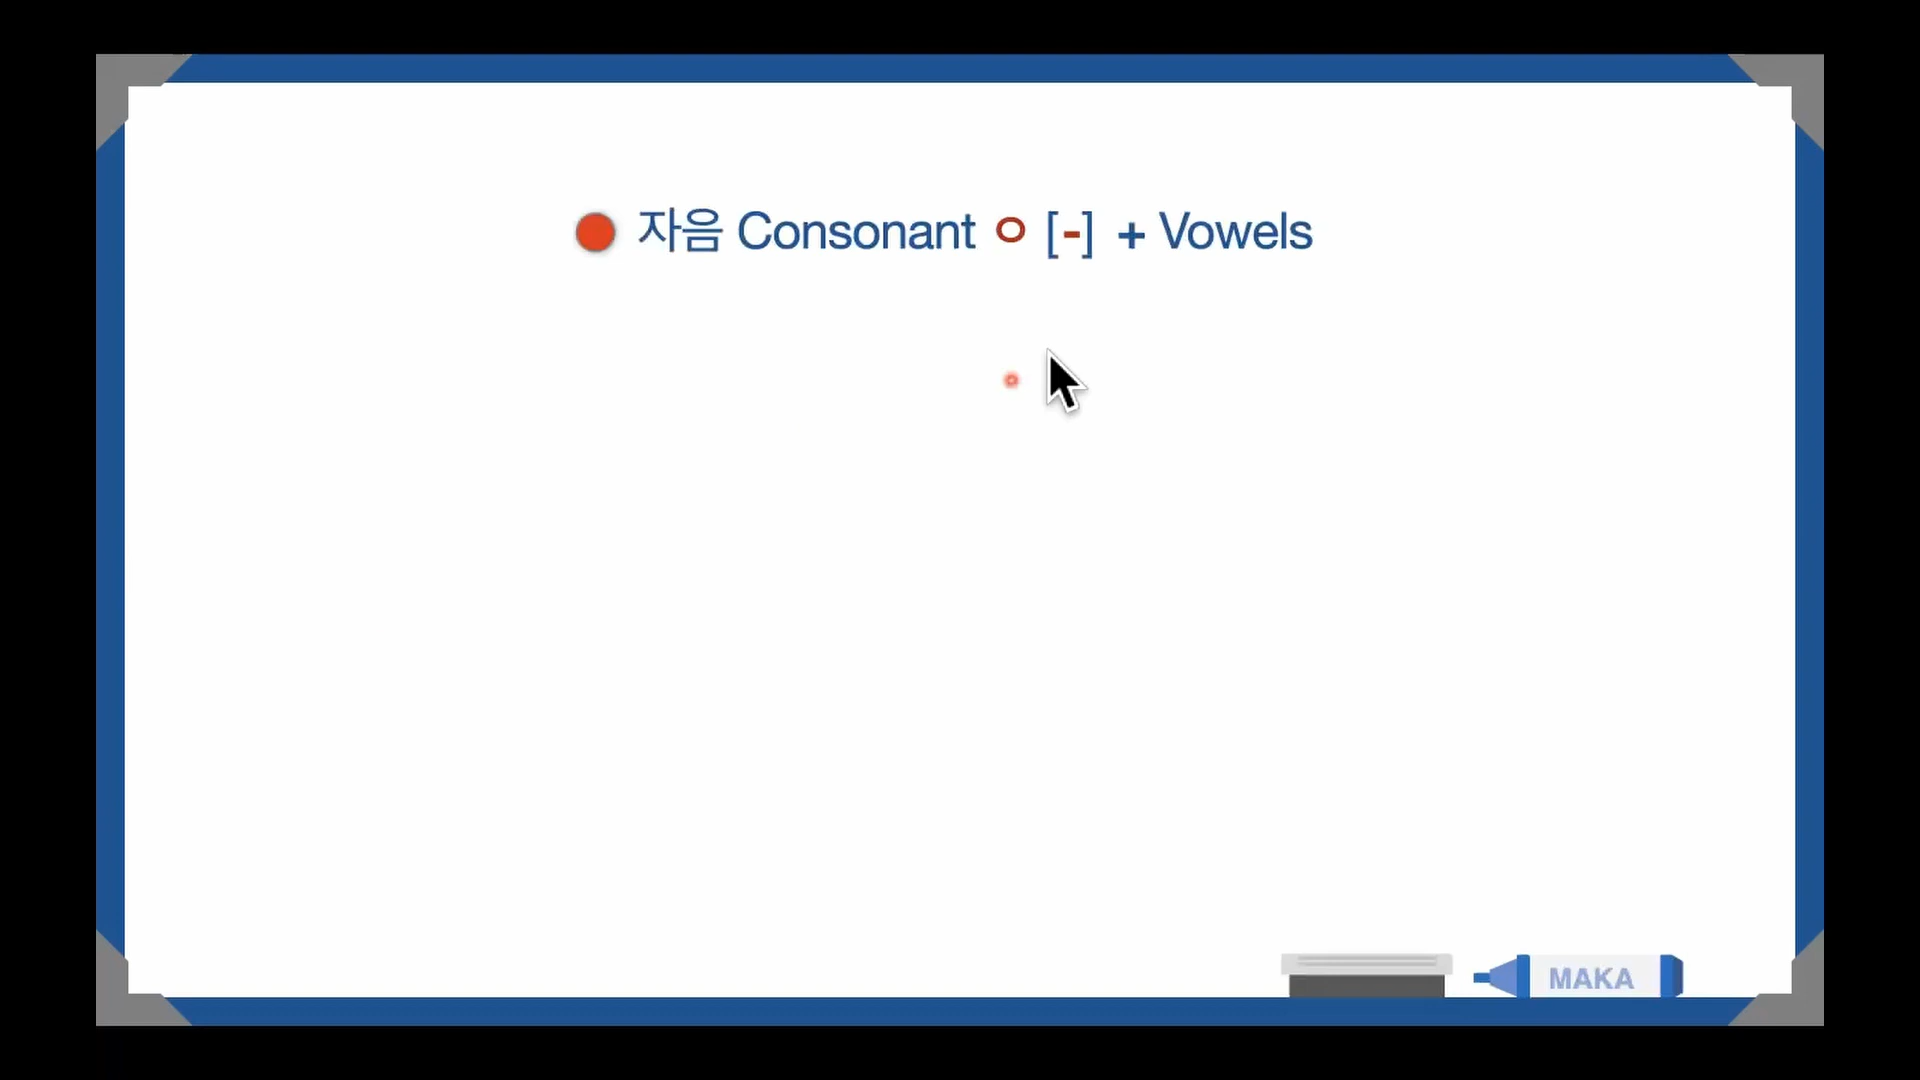 자음 Consonant ㅇ [-] + Vowels
MAKA